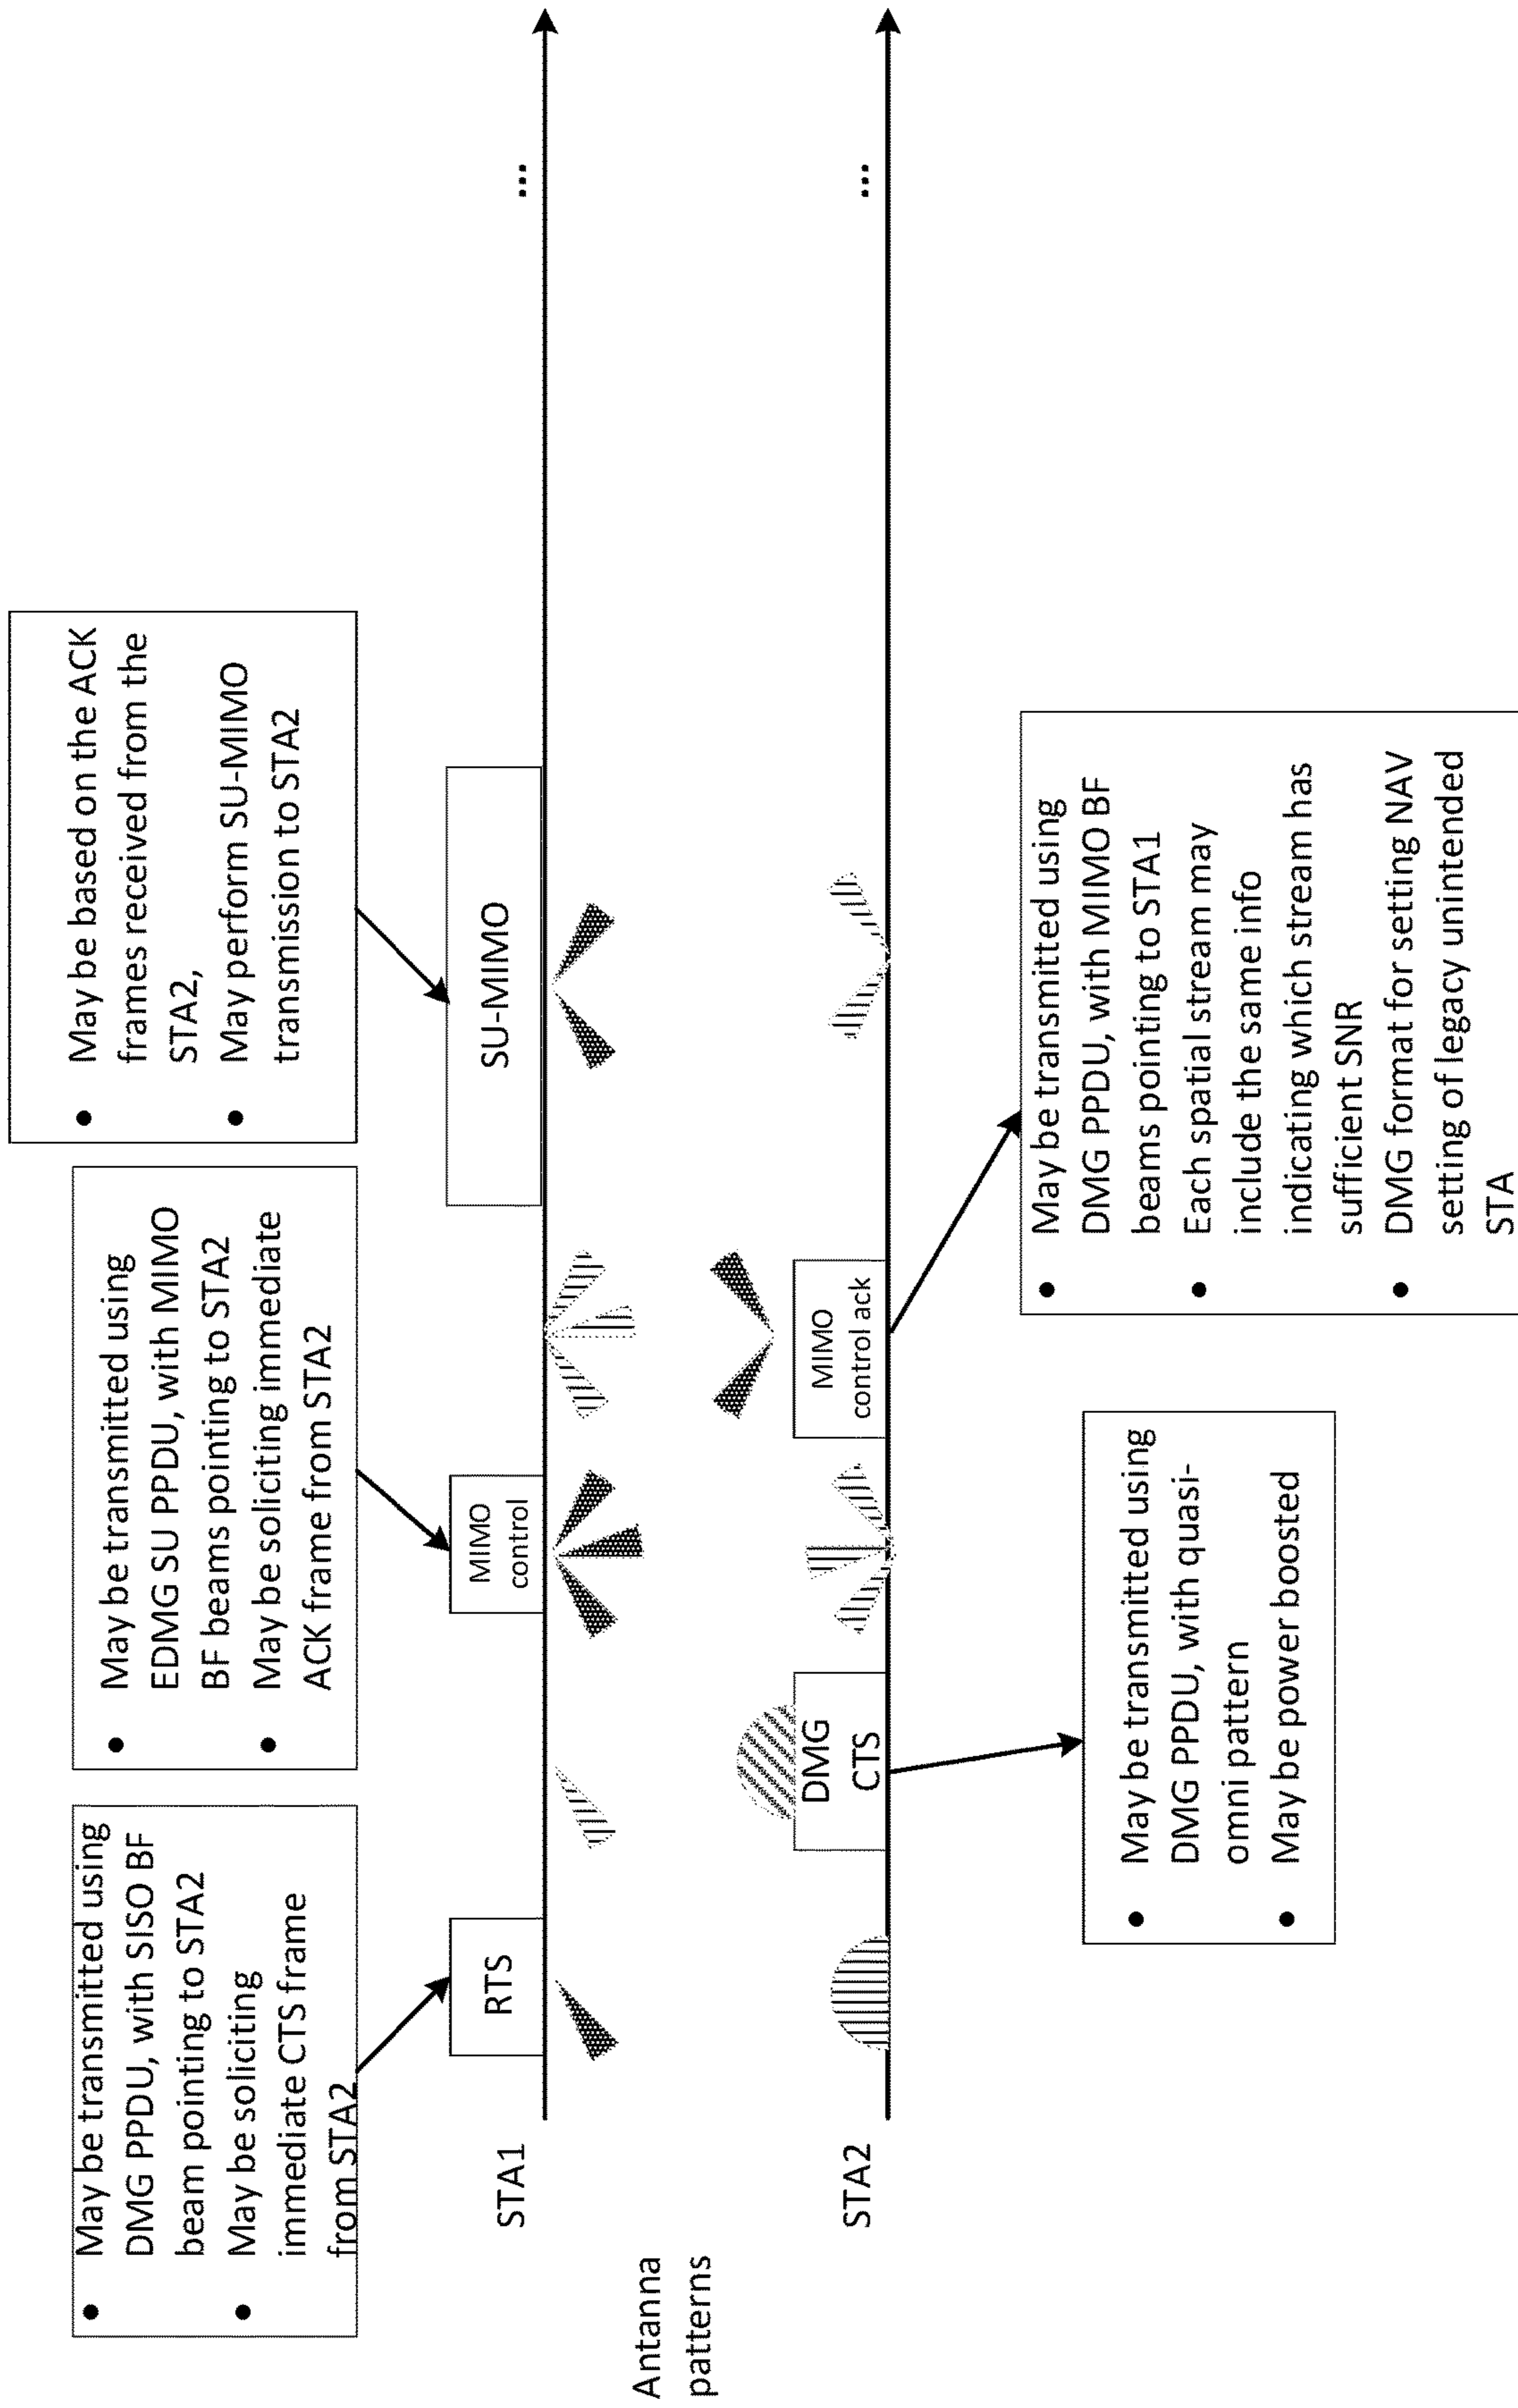 • May be transmitted using
DMG PPDU, with SISO BF
beam pointing to STA2
• May be soliciting
immediate CTS frame
from STA2
• May be transmitted using
EDMG SU PPDU, with MIMO
BF beams pointing to STA2
• May be soliciting immediate
ACK frame from STA2
• May be based on the ACK
frames received from the
STA2,
• May perform SU-MIMO
transmission to STA2
STA1
RTS
MIMO
control
SU-MIMO
...
Antanna
patterns
STA2
DMG
CTS
MIMO
control ack
...
• May be transmitted using
DMG PPDU, with quasi-
omni pattern
• May be power boosted
• May be transmitted using
DMG PPDU, with MIMO BF
beams pointing to STA1
• Each spatial stream may
include the same info
indicating which stream has
sufficient SNR
• DMG format for setting NAV
setting of legacy unintended
STA